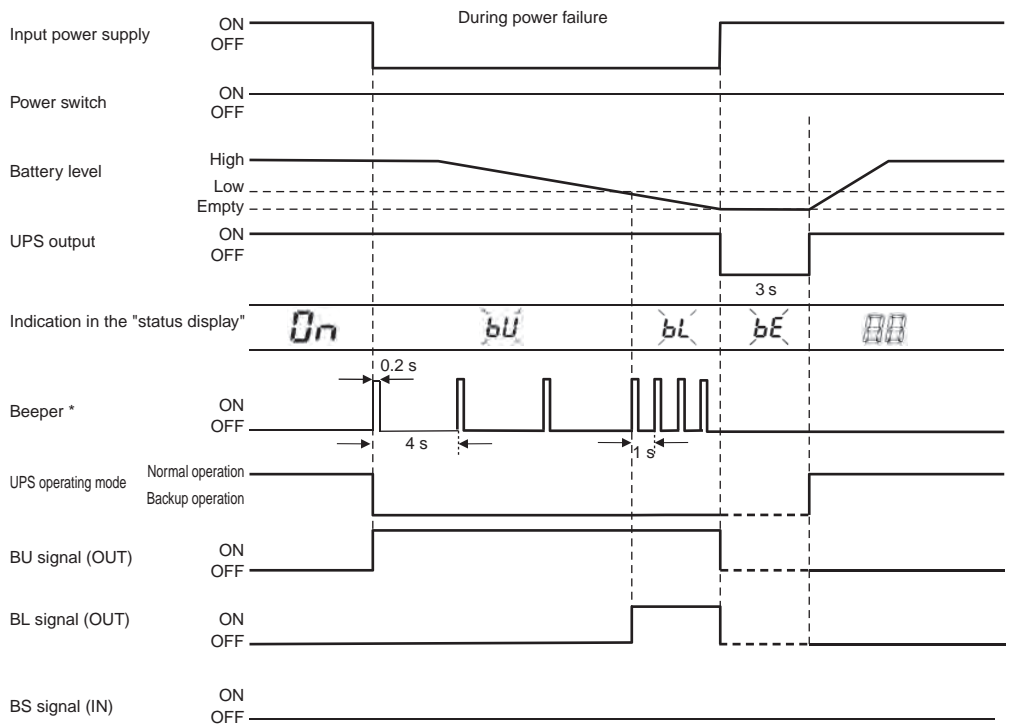 During power failure
Input power supply
ON
OFF
Power switch
ON
OFF
Battery level
High
Low
Empty
UPS output
ON
OFF
3 s
Indication in the "status display"
On
bU
bL
bE
88
0.2 s
Beeper *
ON
OFF
4 s
1 s
UPS operating mode
Normal operation
Backup operation
BU signal (OUT)
ON
OFF
BL signal (OUT)
ON
OFF
BS signal (IN)
ON
OFF